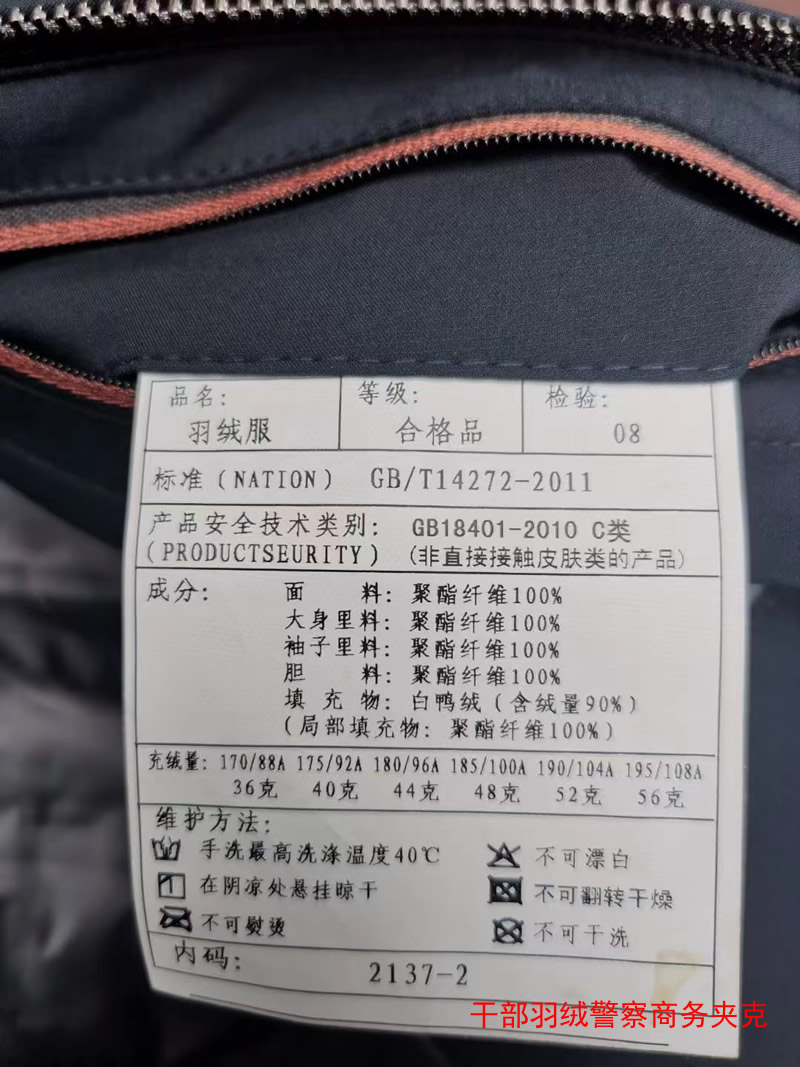 品名: 等级: 检验:
羽绒服 合格品 08
标准(NATION) GB/T14272-2011
产品安全技术类别: GB18401-2010 C类
(PRODUCTSEURITY) (非直接接触皮肤类的产品)
成分: 面 料: 聚酯纤维100%
大身里料: 聚酯纤维100%
袖子里料: 聚酯纤维100%
胆 料: 聚酯纤维100%
填 充 物: 白鸭绒(含绒量90%)
(局部填充物: 聚酯纤维100%)
充绒量: 170/88A 175/92A 180/96A 185/100A 190/104A 195/108A
36克 40克 44克 48克 52克 56克
维护方法:
手洗最高洗涤温度40℃ 不可漂白
在阴凉处悬挂晾干 不可翻转干燥
不可熨烫 不可干洗
内码: 2137-2
干部羽绒警察商务夹克